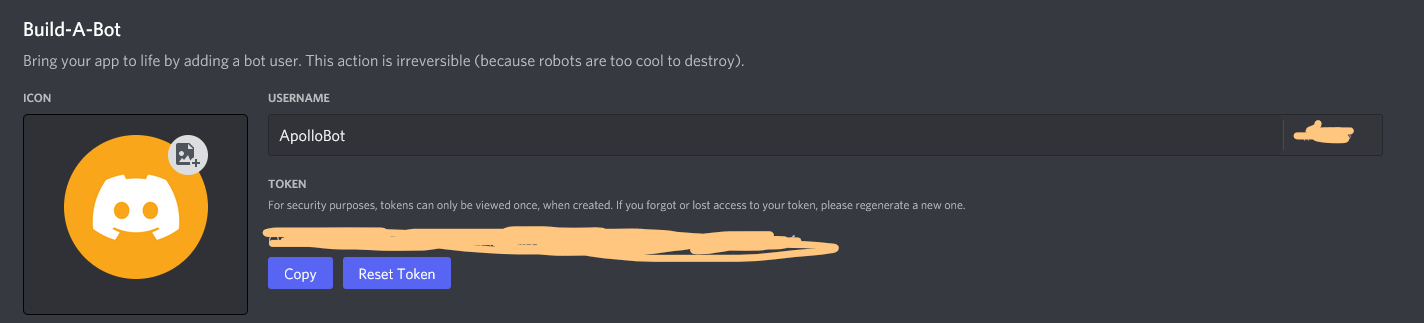 Build-A-Bot
Bring your app to life by adding a bot user. This action is irreversible (because robots are too cool to destroy).
ICON
USERNAME
ApolloBot
TOKEN
For security purposes, tokens can only be viewed once, when created. If you forgot or lost access to your token, please regenerate a new one.
Copy
Reset Token